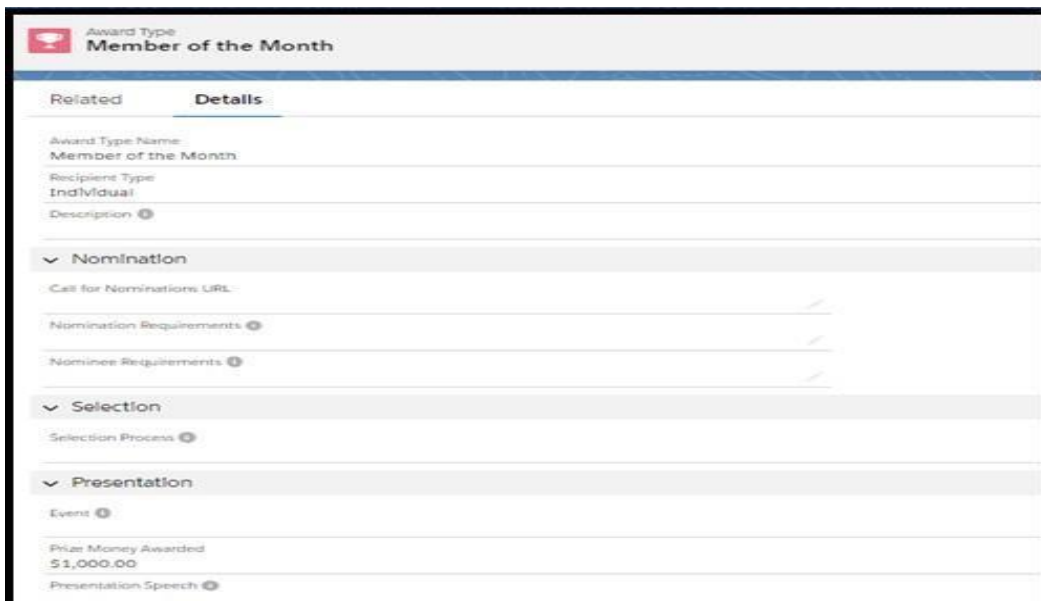 Award Type
Member of the Month
Related Details
Award Type Name
Member of the Month
Recipient Type
Individual
Description
Nomination
Call for Nominations URL
Nomination Requirements
Nominee Requirements
Selection
Selection Process
Presentation
Event
Prize Money Awarded
$1,000.00
Presentation Speech